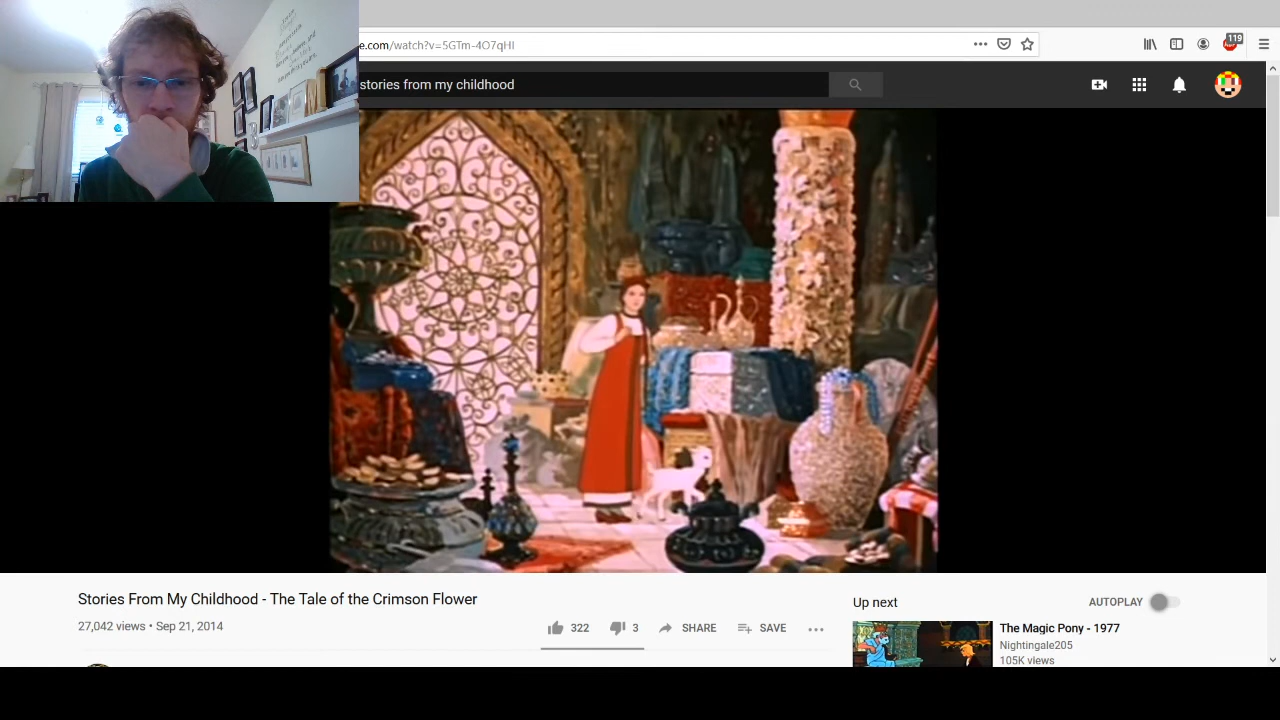 e.com/watch?v=5GTm-4O7qHI
119
stories from my childhood
Stories From My Childhood - The Tale of the Crimson Flower
27,042 views • Sep 21, 2014
322
3
SHARE
SAVE
Up next
AUTOPLAY
The Magic Pony - 1977
Nightingale205
105K views